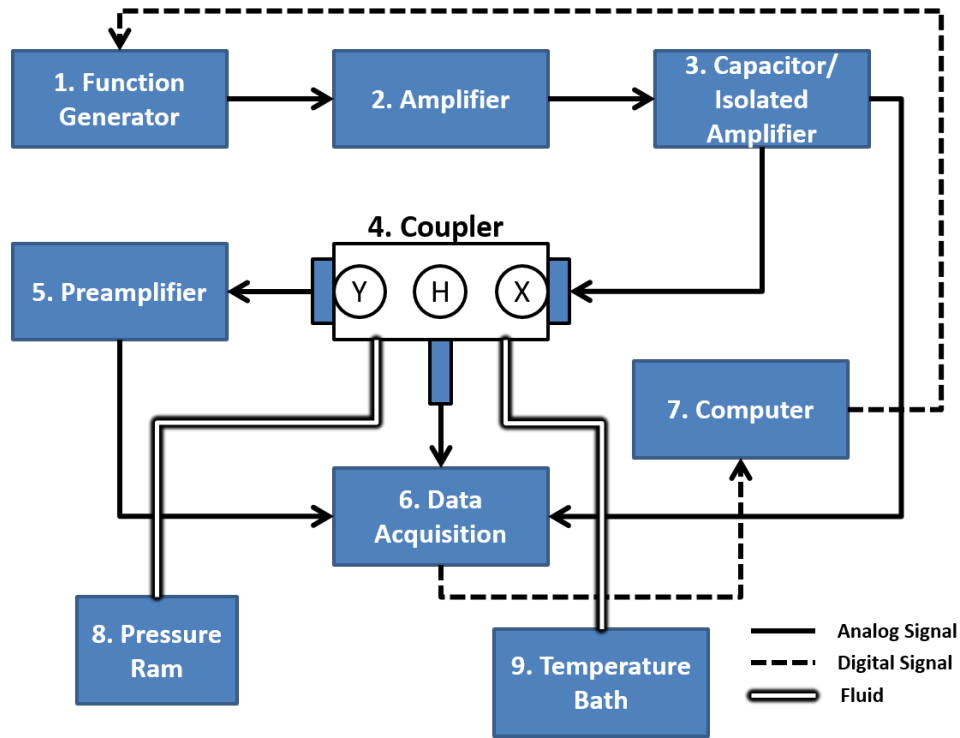 1. Function
Generator
2. Amplifier
3. Capacitor/
Isolated
Amplifier
4. Coupler
Y
H
X
5. Preamplifier
7. Computer
6. Data
Acquisition
8. Pressure
Ram
9. Temperature
Bath
Analog Signal
Digital Signal
Fluid